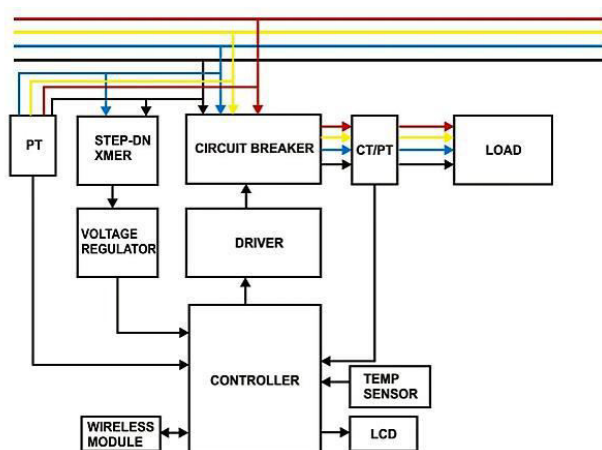 PT
STEP-DN
XMER
CIRCUIT BREAKER
CT/PT
LOAD
VOLTAGE
REGULATOR
DRIVER
CONTROLLER
TEMP
SENSOR
WIRELESS
MODULE
LCD